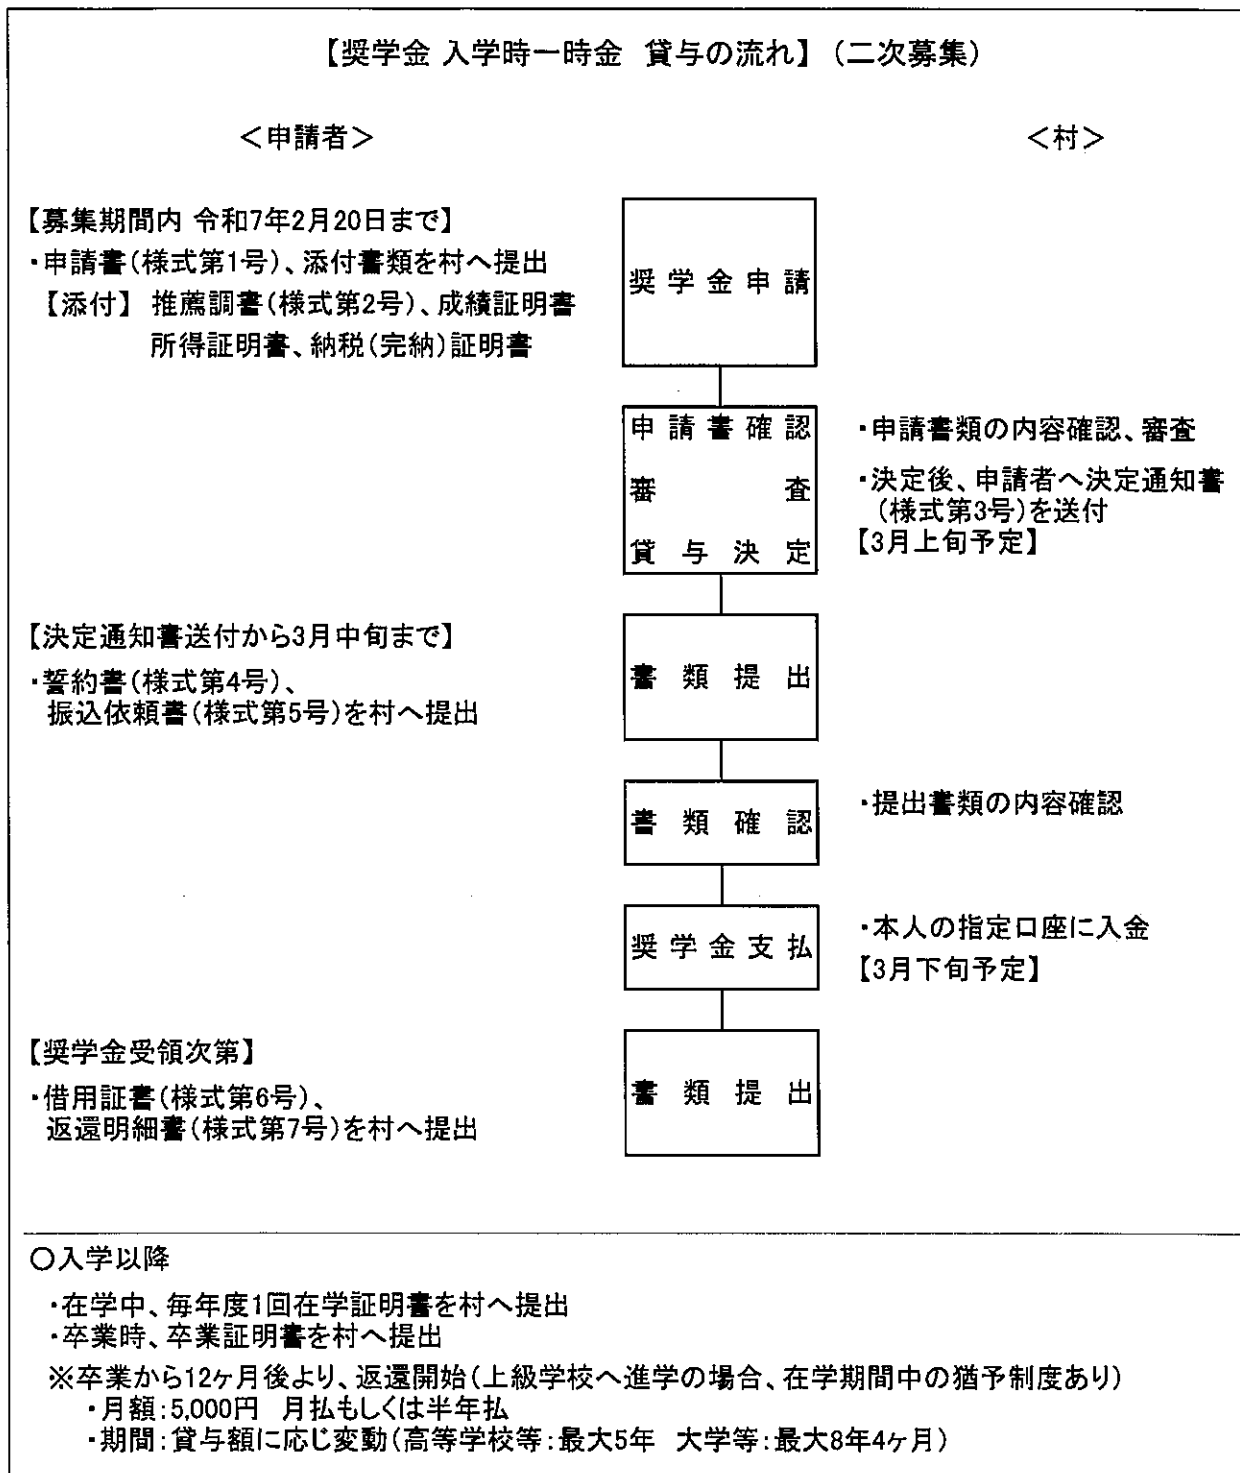 【奨学金 入学時一時金 貸与の流れ】(二次募集)
<申請者>
<村>
【募集期間内 令和7年2月20日まで】
・申請書(様式第1号)、添付書類を村へ提出
【添付】 推薦調書(様式第2号)、成績証明書
所得証明書、納税(完納)証明書
奨学金申請
申請書確認
審査
貸与決定
・申請書類の内容確認、審査
・決定後、申請者へ決定通知書
(様式第3号)を送付
【3月上旬予定】
【決定通知書送付から3月中旬まで】
・誓約書(様式第4号)、
振込依頼書(様式第5号)を村へ提出
書類提出
書類確認
・提出書類の内容確認
奨学金支払
・本人の指定口座に入金
【3月下旬予定】
【奨学金受領次第】
・借用証書(様式第6号)、
返還明細書(様式第7号)を村へ提出
書類提出
○入学以降
・在学中、毎年度1回在学証明書を村へ提出
・卒業時、卒業証明書を村へ提出
※卒業から12ヶ月後より、返還開始(上級学校へ進学の場合、在学期間中の猶予制度あり)
・月額:5,000円 月払もしくは半年払
・期間:貸与額に応じ変動(高等学校等:最大5年 大学等:最大8年4ヶ月)